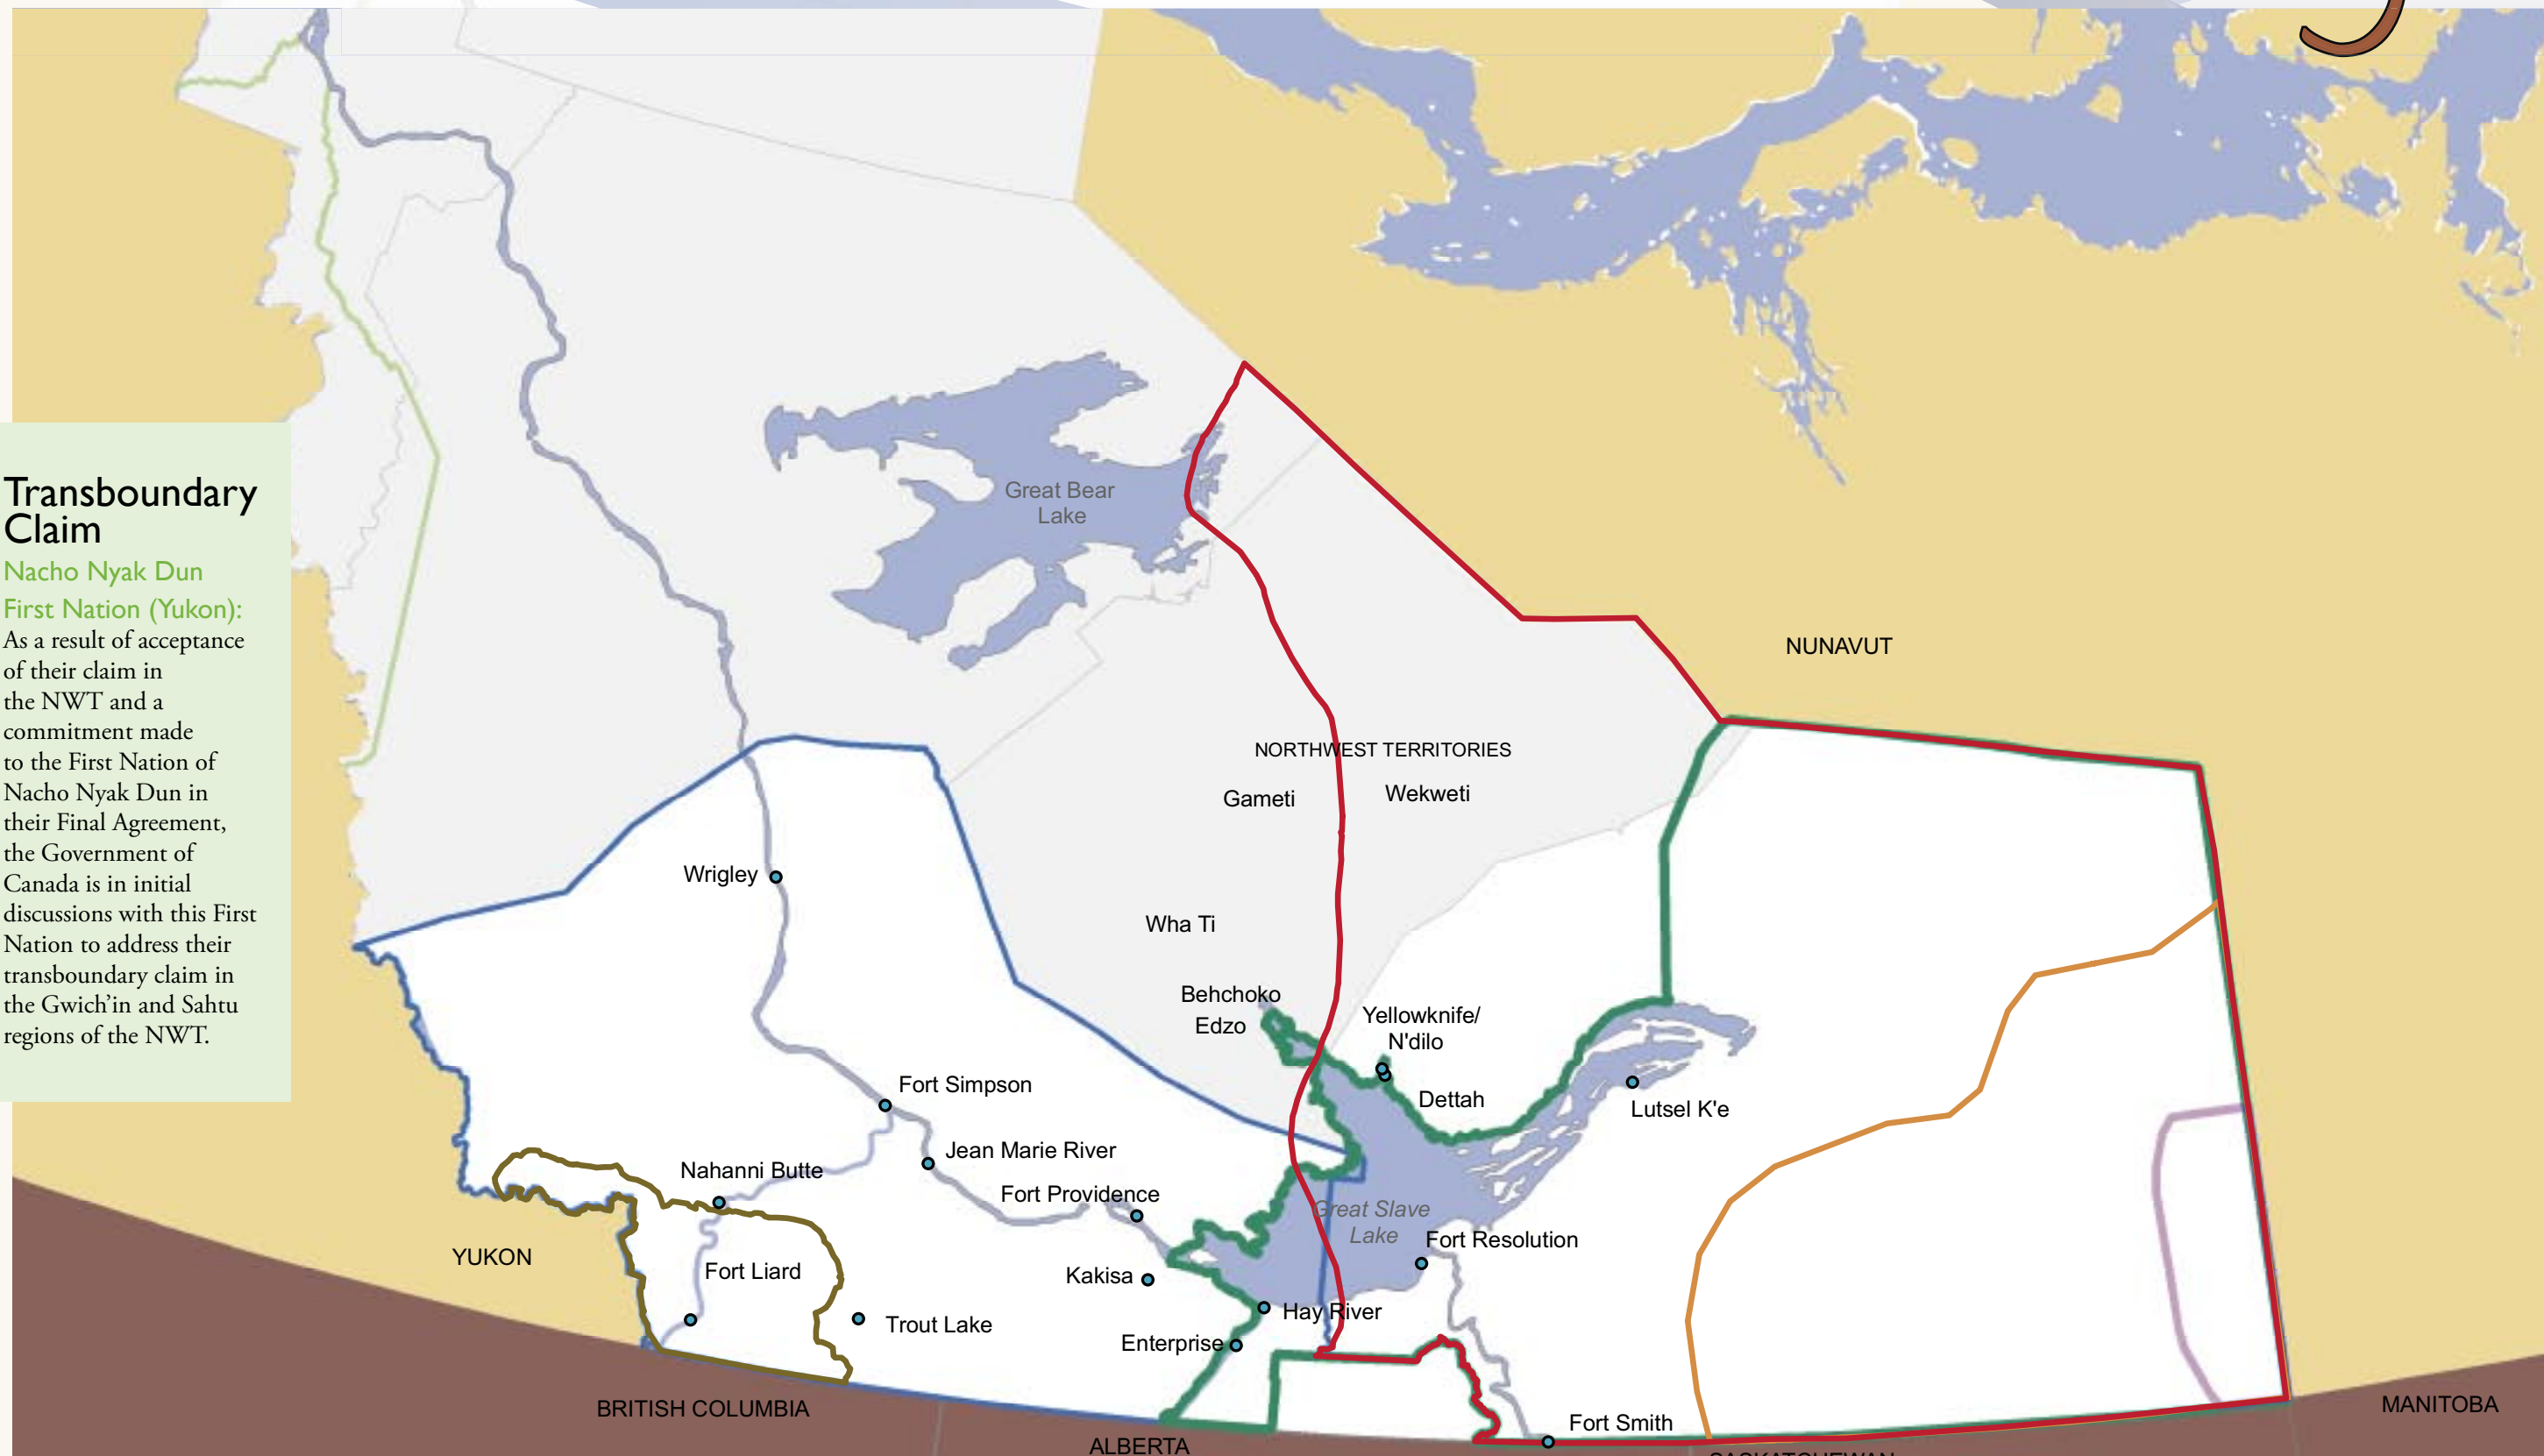 Transboundary
Claim
Nacho Nyak Dun
First Nation (Yukon):
As a result of acceptance
of their claim in
the NWT and a
commitment made
to the First Nation of
Nacho Nyak Dun in
their Final Agreement,
the Government of
Canada is in initial
discussions with this First
Nation to address their
transboundary claim in
the Gwich’in and Sahtu
regions of the NWT.
Great Bear
Lake
NUNAVUT
NORTHWEST TERRITORIES
Gameti
Wekweti
Wrigley
Wha Ti
Behchoko
Edzo
Yellowknife/
N'dilo
Dettah
Lutsel K'e
Fort Simpson
Jean Marie River
Nahanni Butte
Fort Providence
Great Slave
Lake
Fort Resolution
YUKON
Fort Liard
Kakisa
Hay River
Trout Lake
Enterprise
BRITISH COLUMBIA
MANITOBA
Fort Smith
ALBERTA
SASKATCHEWAN